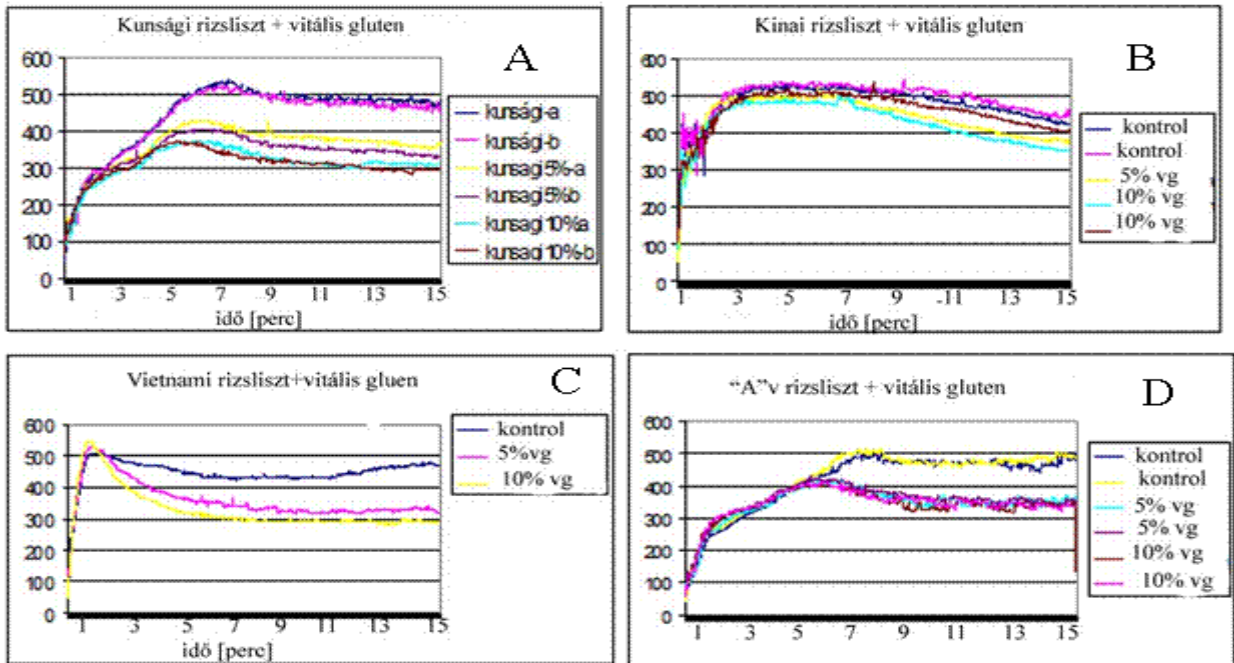 Kunsági rizsliszt + vitális gluten
A
600
500
400
300
200
100
0
1 3 5 7 9 11 13 15
idő [perc]
kunsági-a
kunsági-b
kunsagi 5%-a
kunsagi 5%b
kunsagi 10%a
kunsagi 10%-b
Kinai rizsliszt + vitális gluten
B
600
500
400
300
200
100
0
1 3 5 7 9 -11 13 15
idő [perc]
kontrol
kontrol
5% vg
10% vg
10% vg
Vietnami rizsliszt+vitális gluen
C
600
500
400
300
200
100
0
1 3 5 7 9 11 13 15
idő [perc]
kontrol
5%vg
10% vg
“A”v rizsliszt + vitális gluten
D
600
500
400
300
200
100
0
1 3 5 7 9 11 13 15
idő [perc]
kontrol
kontrol
5% vg
5% vg
10% vg
10% vg